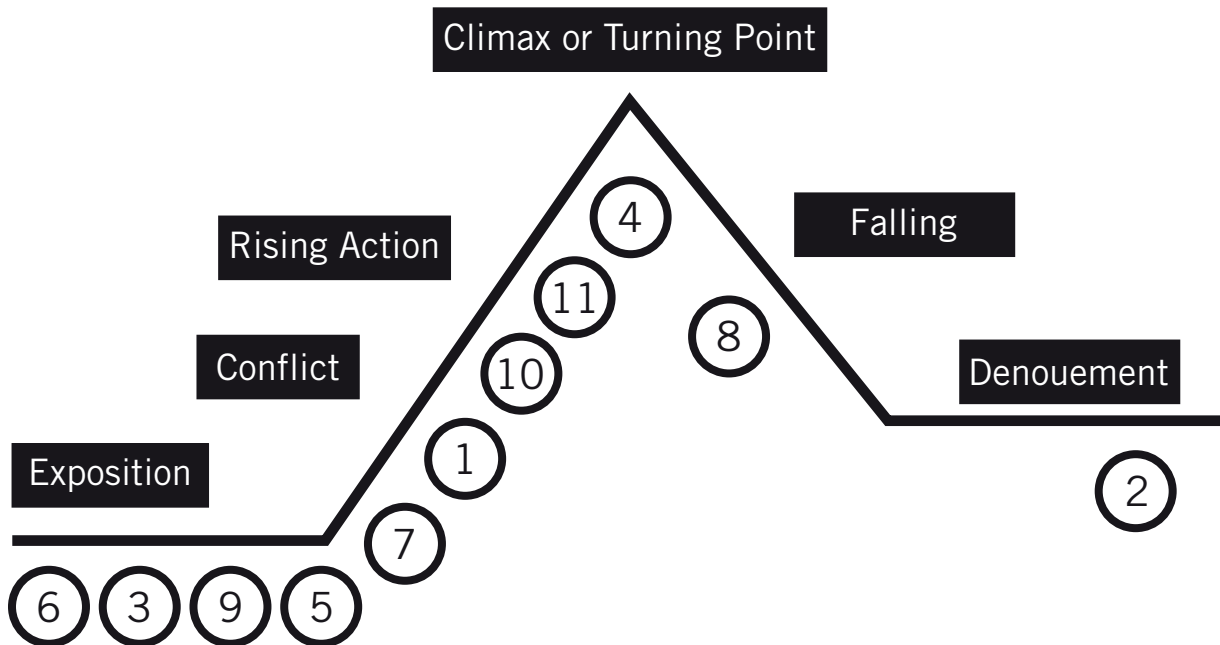 Climax or Turning Point
4
Falling
Rising Action
11
8
10
Conflict
Denouement
1
Exposition
2
7
6 3 9 5